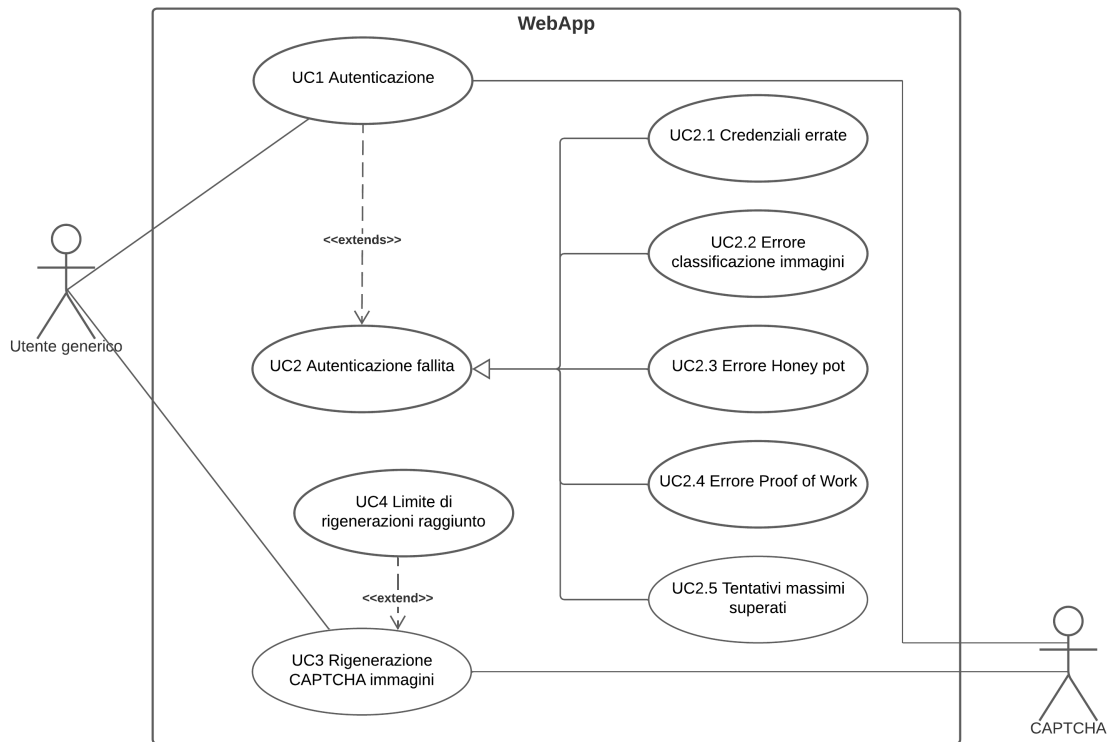 WebApp
UC1 Autenticazione
UC2.1 Credenziali errate
<<extends>>
UC2.2 Errore
classificazione immagini
Utente generico
UC2 Autenticazione fallita
UC2.3 Errore Honey pot
UC4 Limite di
rigenerazioni raggiunto
UC2.4 Errore Proof of Work
<<extend>>
UC2.5 Tentativi massimi
superati
UC3 Rigenerazione
CAPTCHA immagini
CAPTCHA